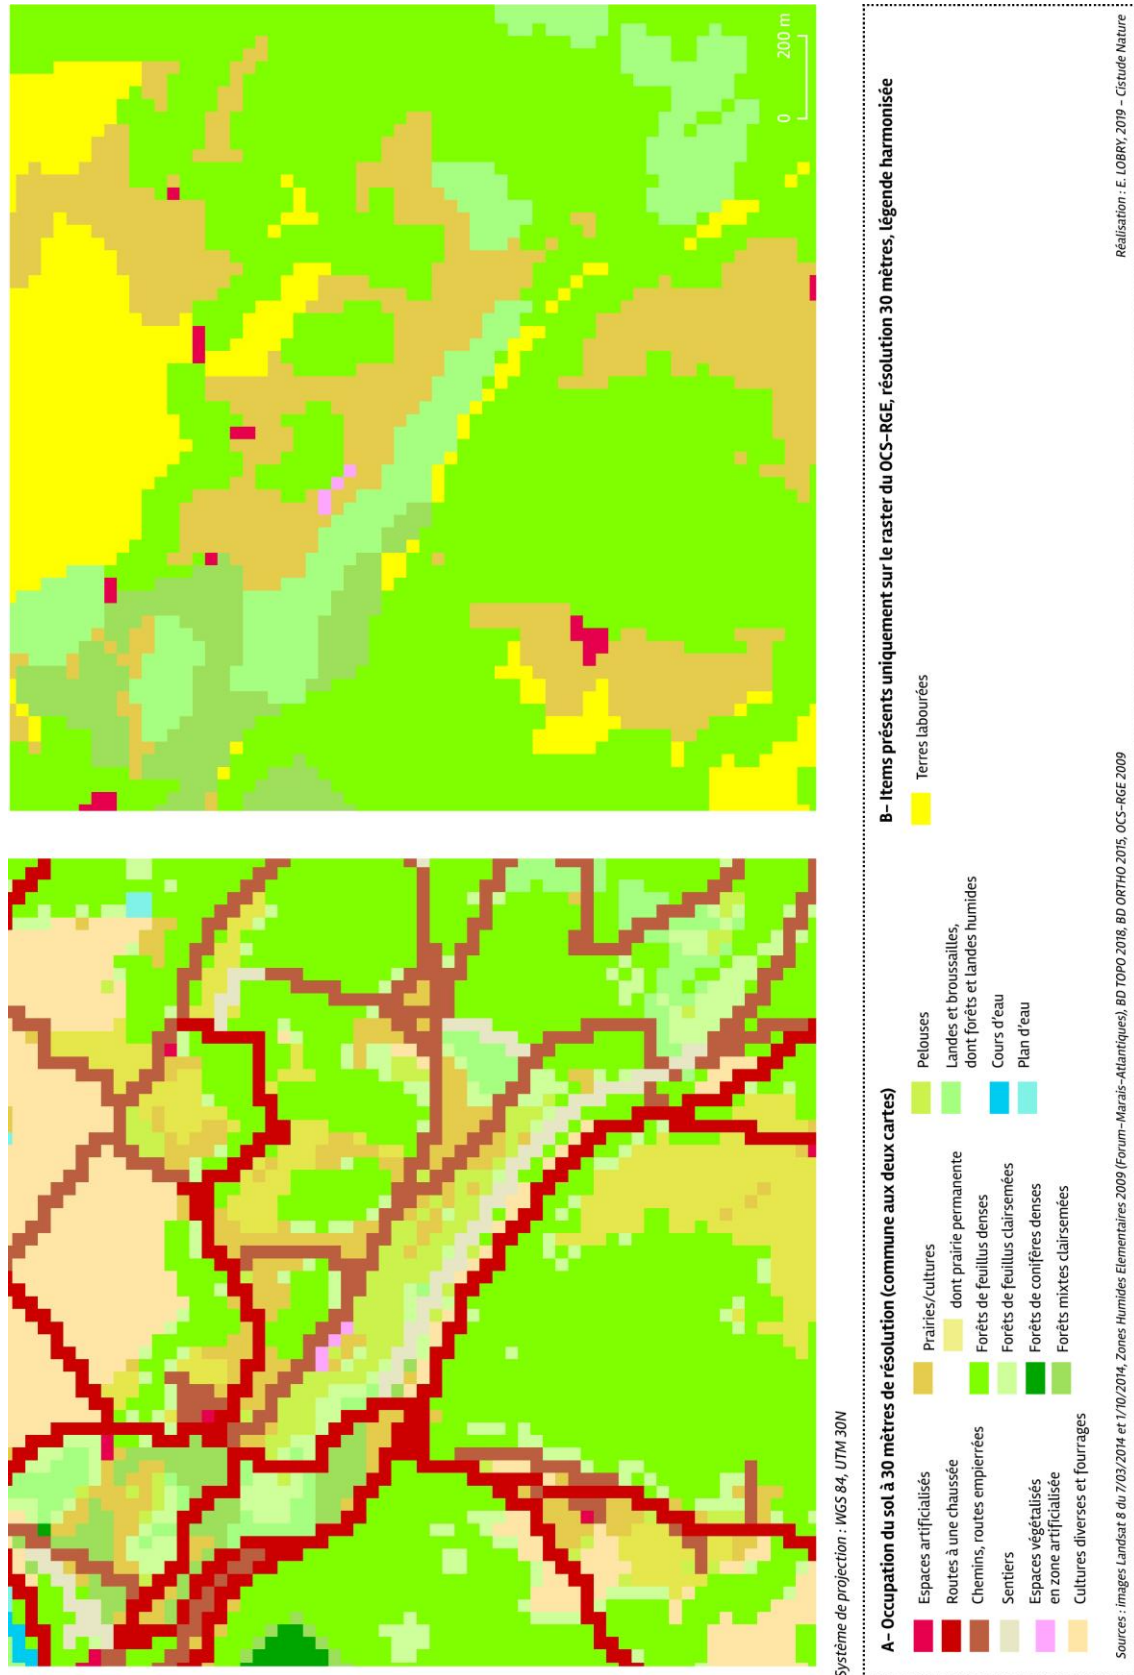 0 200 m
Système de projection : WGS 84, UTM 30N
A– Occupation du sol à 30 mètres de résolution (commune aux deux cartes)
Espaces artificialisés
Routes à une chaussée
Chemins, routes empierrées
Sentiers
Espaces végétalisés
en zone artificialisée
Cultures diverses et fourrages
Prairies/cultures
dont prairie permanente
Forêts de feuillus denses
Forêts de feuillus clairsemées
Forêts de conifères denses
Forêts mixtes clairsemées
Pelouses
Landes et broussailles,
dont forêts et landes humides
Cours d'eau
Plan d'eau
B– Items présents uniquement sur le raster du OCS–RGE, résolution 30 mètres, légende harmonisée
Terres labourées
Sources : images Landsat 8 du 7/03/2014 et 1/10/2014, Zones Humides Elementaires 2009 (Forum–Marais–Atlantiques), BD TOPO 2018, BD ORTHO 2015, OCS–RGE 2009
Réalisation : E. LOBRY, 2019 – Cistude Nature